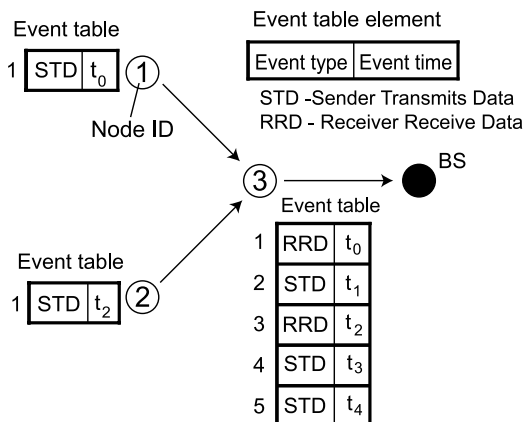 Event table
1 STD t0
1
Node ID
Event table element
Event type Event time
STD -Sender Transmits Data
RRD - Receiver Receive Data
BS
3
Event table
1 RRD t0
2 STD t1
3 RRD t2
4 STD t3
5 STD t4
Event table
1 STD t2
2